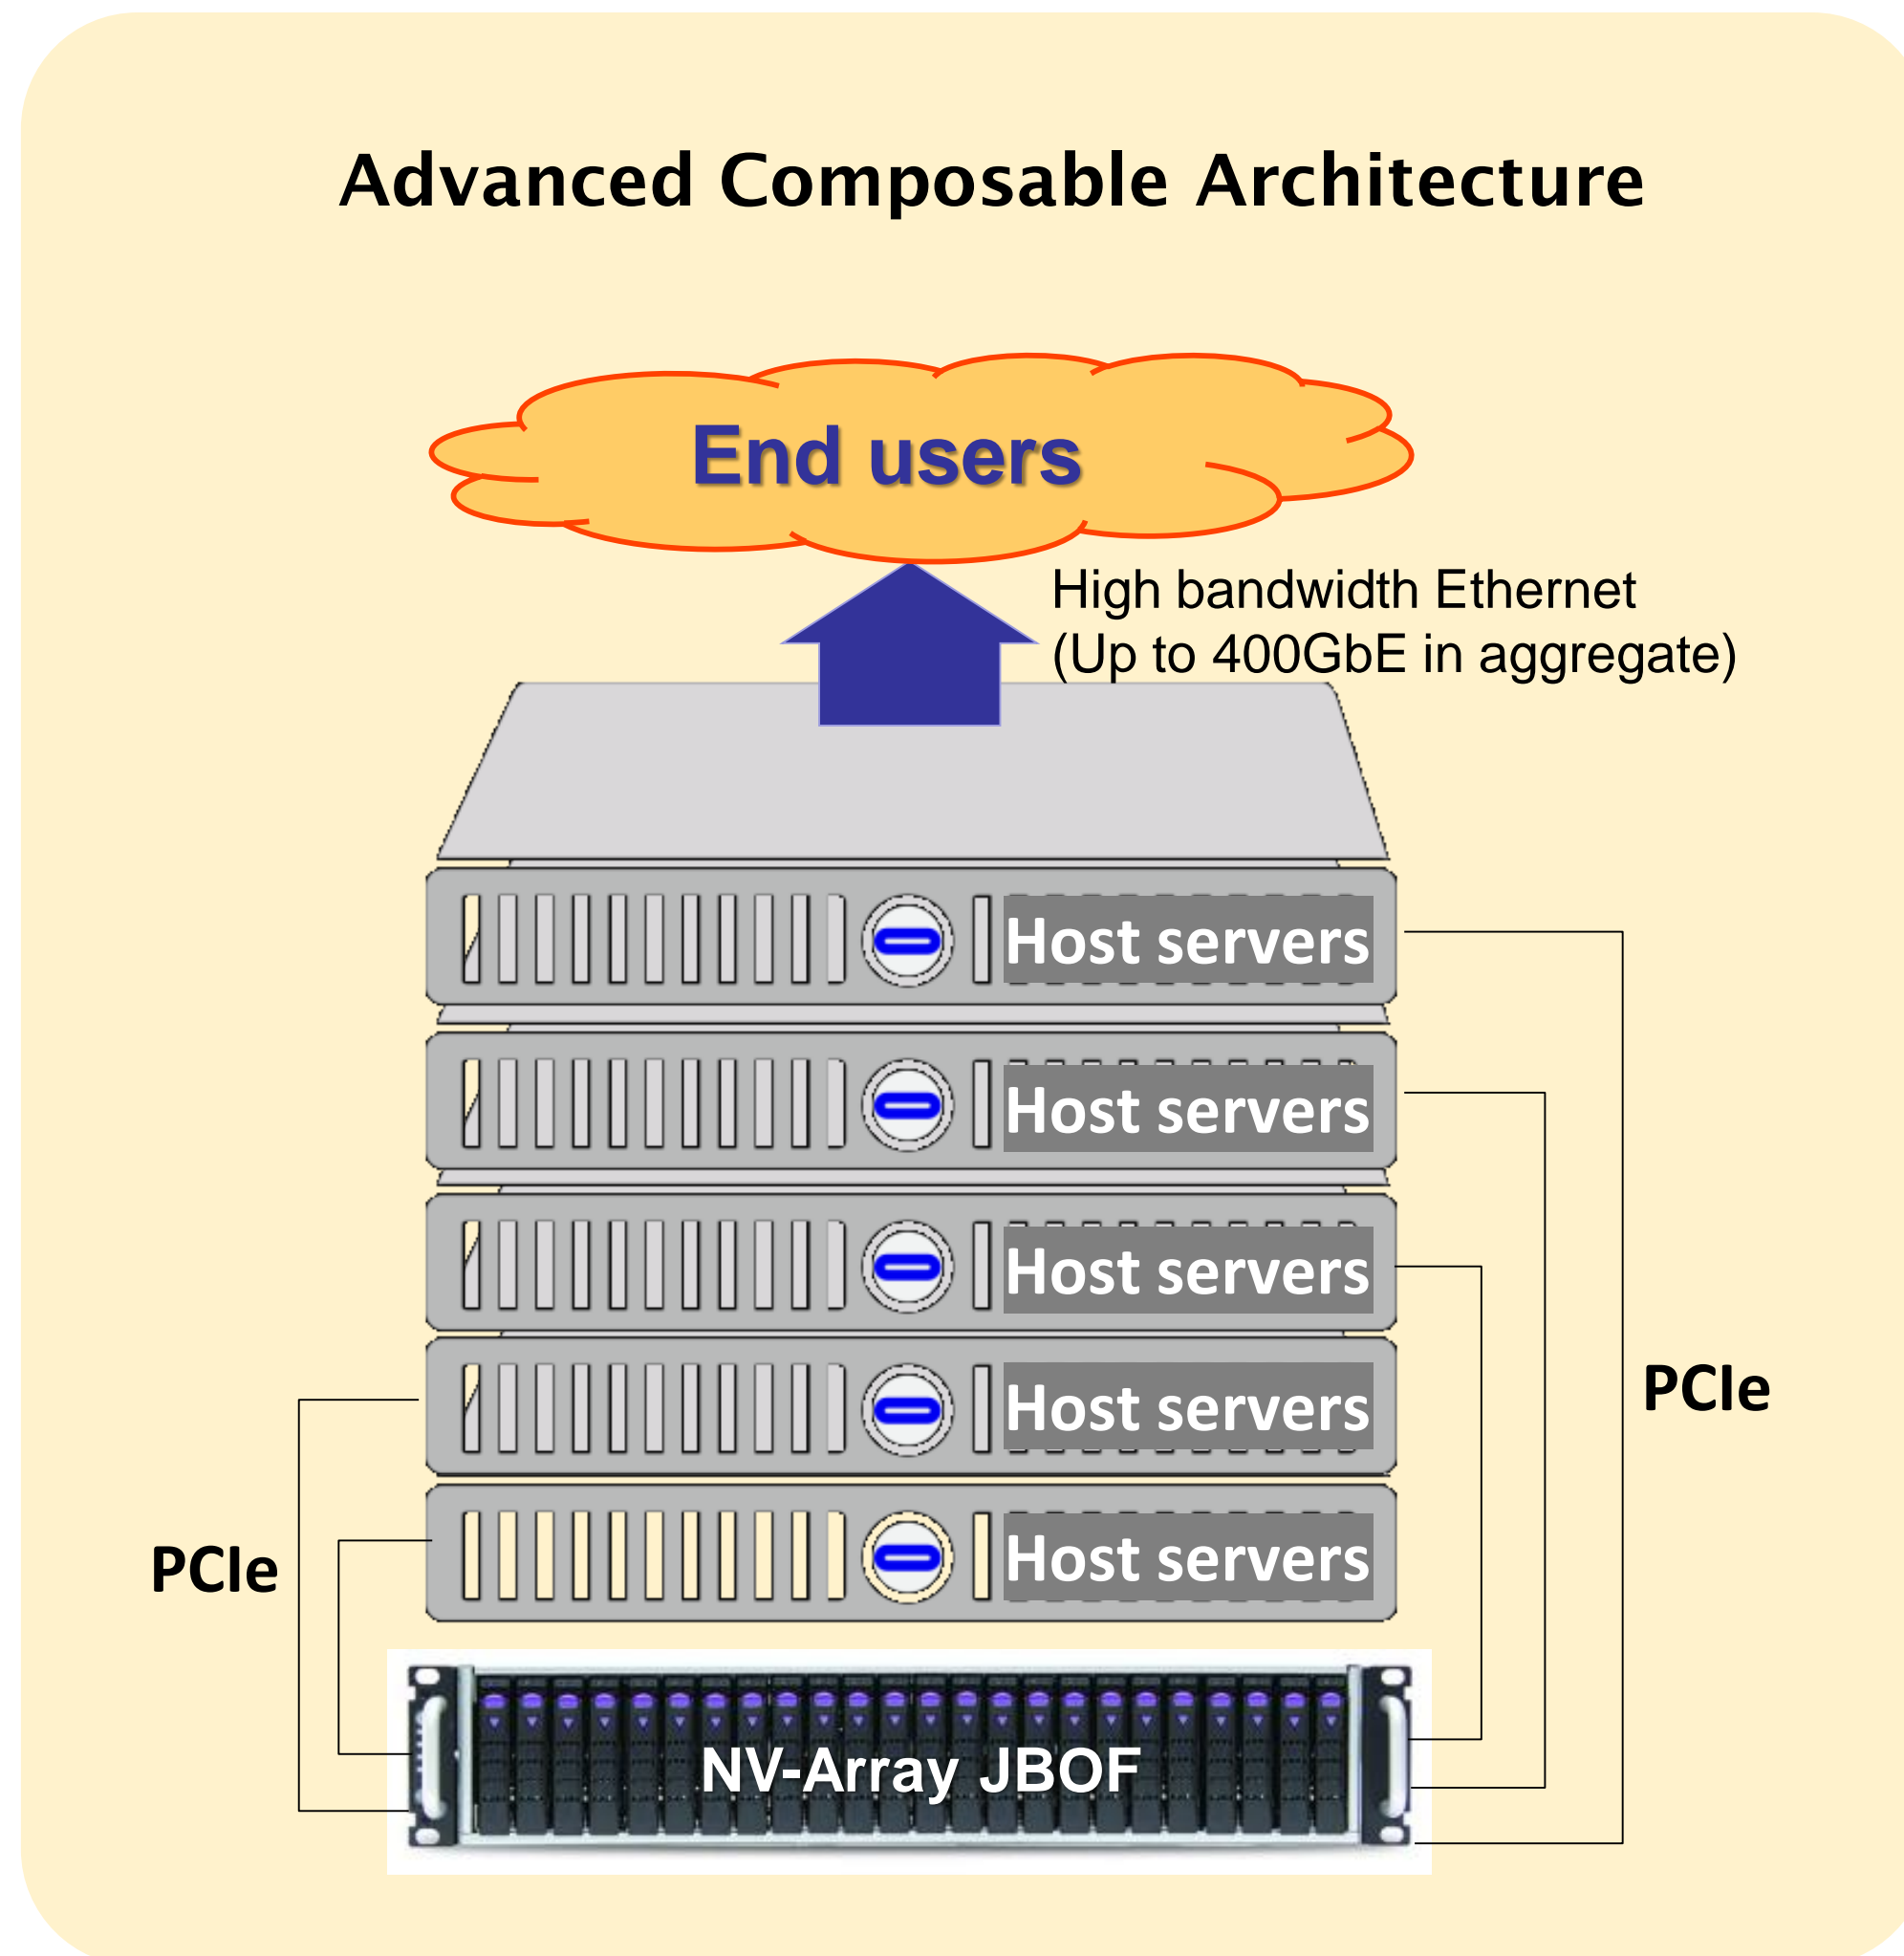 Advanced Composable Architecture
End users
High bandwidth Ethernet
(Up to 400GbE in aggregate)
Host servers
Host servers
Host servers
Host servers
Host servers
PCIe
PCIe
NV-Array JBOF